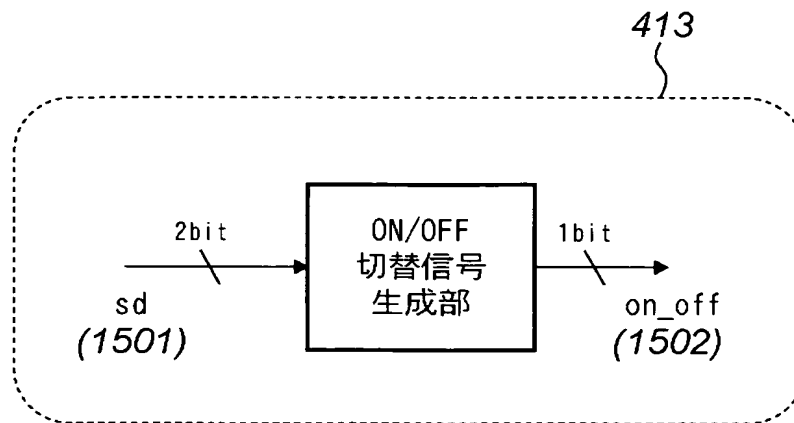 413
2bit
ON/OFF
切替信号
生成部
1bit
sd
(1501)
on_off
(1502)